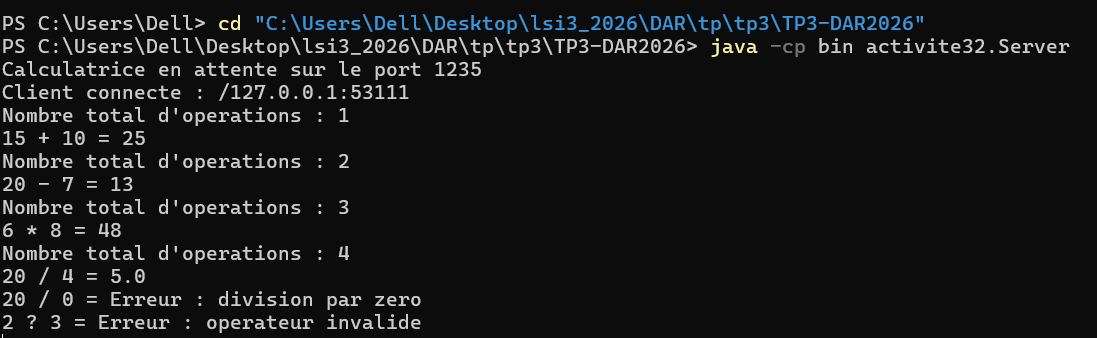 PS C:\Users\Dell> cd "C:\Users\Dell\Desktop\lsi3_2026\DAR\tp\tp3\TP3-DAR2026"
PS C:\Users\Dell\Desktop\lsi3_2026\DAR\tp\tp3\TP3-DAR2026> java -cp bin activite32.Server
Calculatrice en attente sur le port 1235
Client connecte : /127.0.0.1:53111
Nombre total d'operations : 1
15 + 10 = 25
Nombre total d'operations : 2
20 - 7 = 13
Nombre total d'operations : 3
6 * 8 = 48
Nombre total d'operations : 4
20 / 4 = 5.0
20 / 0 = Erreur : division par zero
2 ? 3 = Erreur : operateur invalide